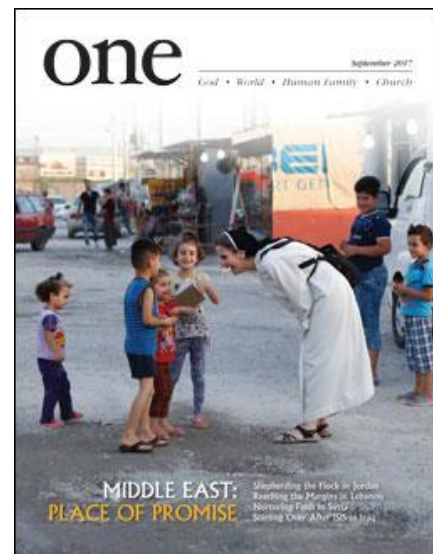 one
September 2017
God • World • Human Family • Church
MIDDLE EAST:
PLACE OF PROMISE
Shepherding the Flock in Jordan
Reaching the Margins in Lebanon
Nurturing Faith in Syria
Starting Over After ISIS in Iraq